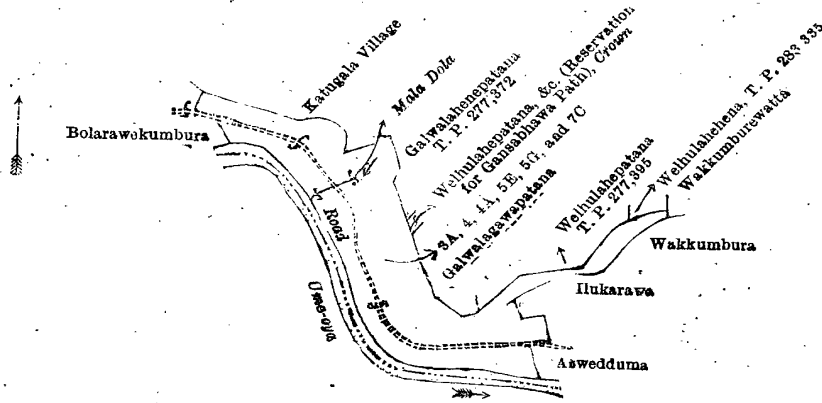 Katugala Village
Mala Dola
Galwalahenepatana
T. P. 277,372
Welhulahepatana, &c. (Reservation
for Gansabhawa Path), Crown
3A, 4, 4A, 5E, 5G, and 7C
Galwalagawapatana
Welhulahepatana
T. P. 277,395
Welhulahehena, T. P. 283,335
Wakkumburewatta
Bolarawekumbura
Road
Uma-oya
Wakkumbura
Ilukarawa
Aswedduma